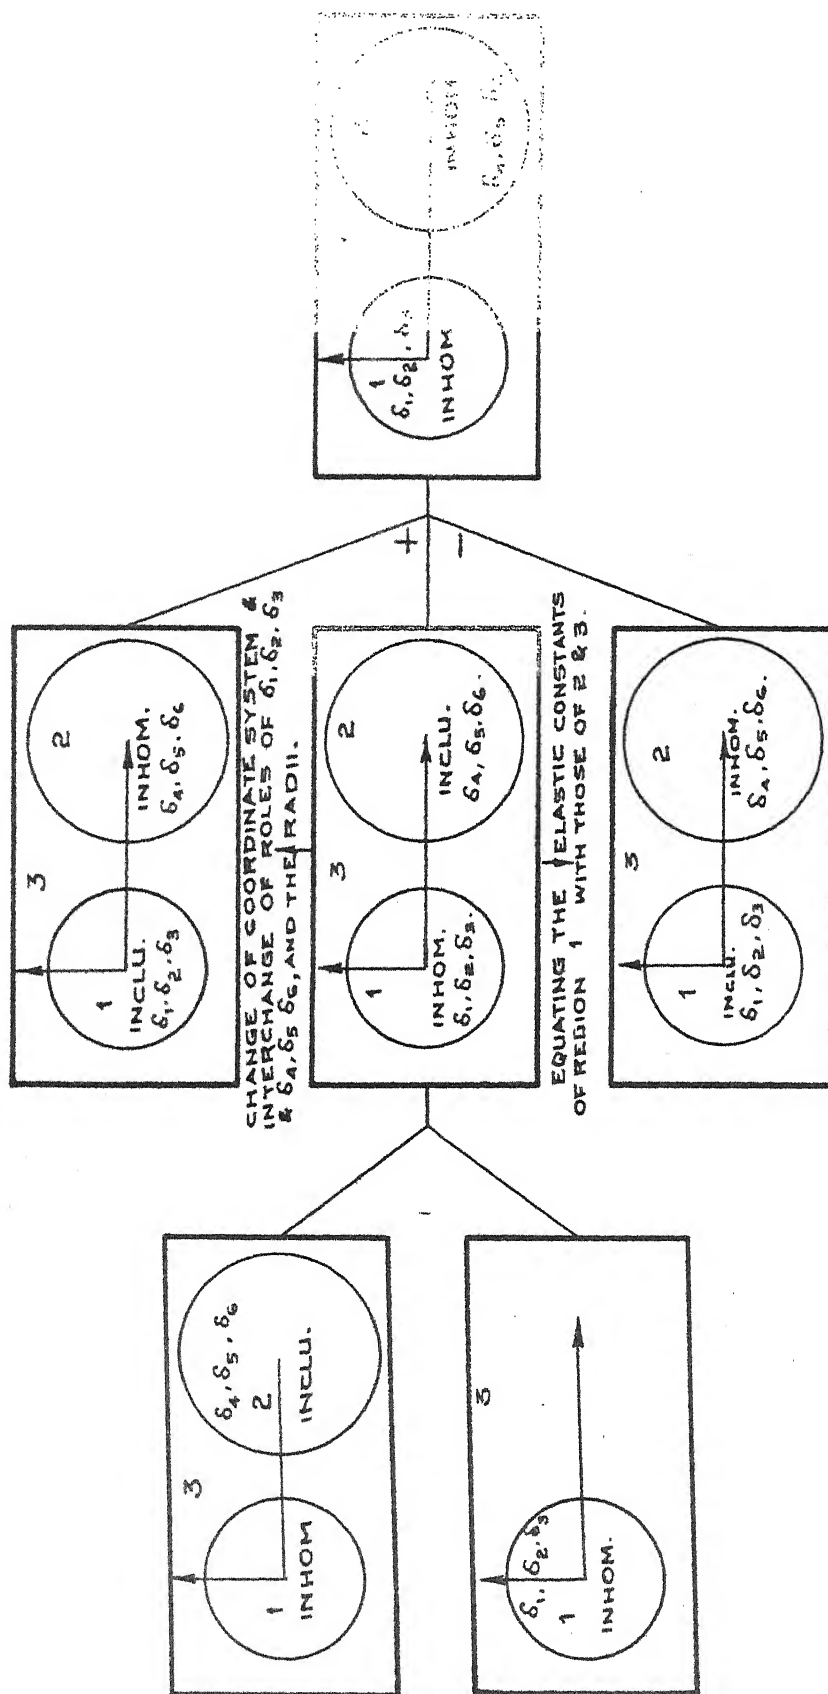 3
δ₄, δ₅, δ₆
2
INCLU.
1
INHOM
3
δ₁, δ₂, δ₃
1
INHOM.
3
2
1
INCLU.
δ₁, δ₂, δ₃
INHOM.
δ₄, δ₅, δ₆
CHANGE OF COORDINATE SYSTEM &
INTERCHANGE OF ROLES OF δ₁, δ₂, δ₃
& δ₄, δ₅ δ₆, AND THE RADII.
3
2
1
INHOM.
δ₁, δ₂, δ₃.
INCLU.
δ₄, δ₅, δ₆.
EQUATING THE ELASTIC CONSTANTS
OF REGION 1 WITH THOSE OF 2 & 3.
3
2
1
INCLU.
δ₁, δ₂, δ₃
INHOM.
δ₄, δ₅, δ₆.
+
-
1
δ₁, δ₂, δ₃
INHOM
INHOM